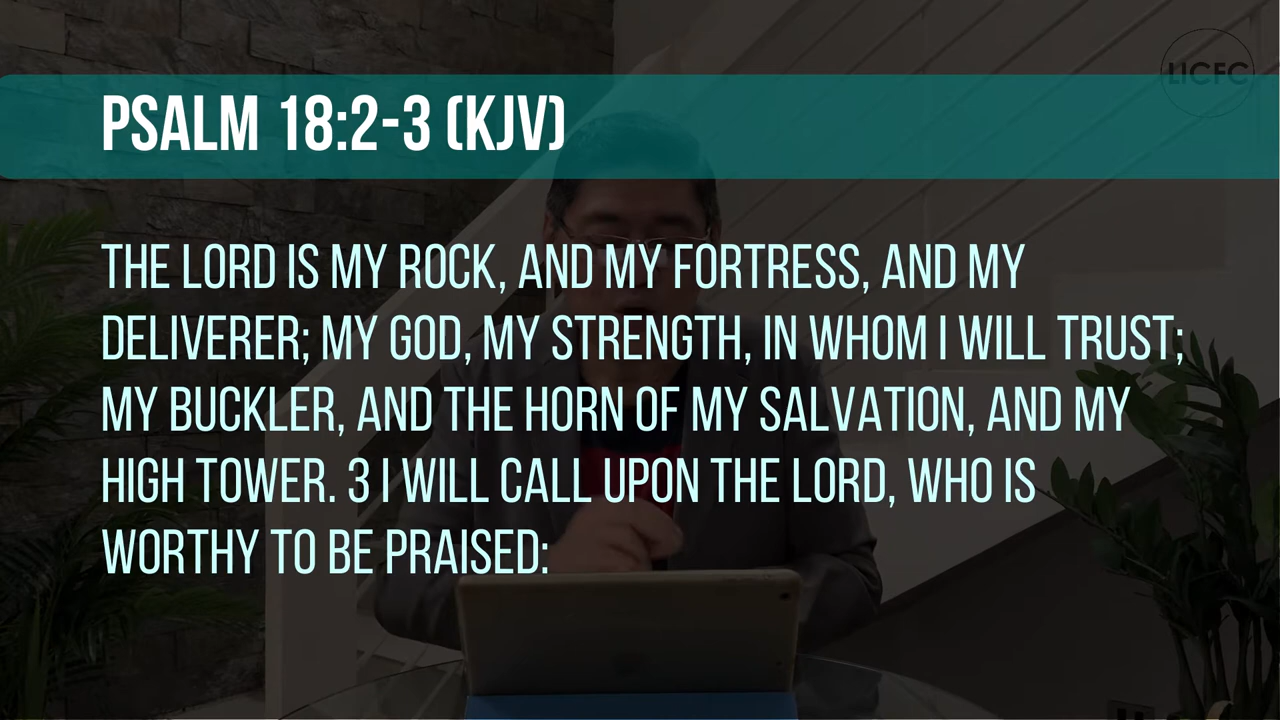 LICFC
PSALM 18:2-3 (KJV)
THE LORD IS MY ROCK, AND MY FORTRESS, AND MY
DELIVERER; MY GOD, MY STRENGTH, IN WHOM I WILL TRUST;
MY BUCKLER, AND THE HORN OF MY SALVATION, AND MY
HIGH TOWER. 3 I WILL CALL UPON THE LORD, WHO IS
WORTHY TO BE PRAISED: